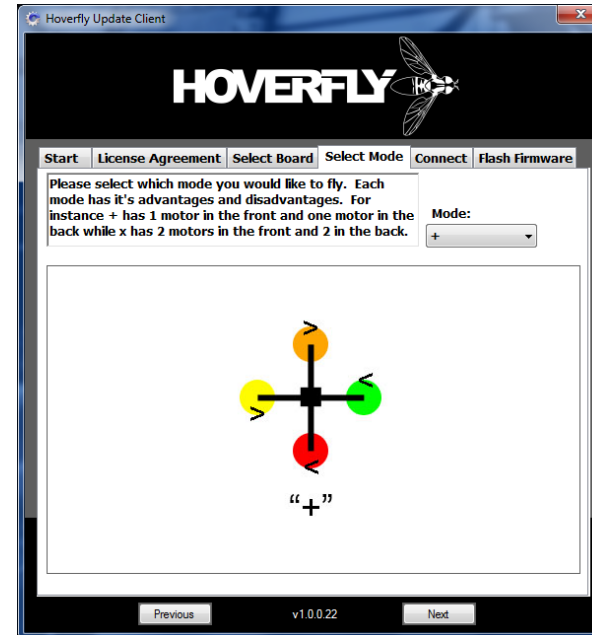 Hoverfly Update Client
x
HOVERFLY
HF
Start License Agreement Select Board Select Mode Connect Flash Firmware
Please select which mode you would like to fly. Each
mode has it's advantages and disadvantages. For
instance + has 1 motor in the front and one motor in the
back while x has 2 motors in the front and 2 in the back.
Mode:
+
>
<
>
<
“+”
Previous v1.0.0.22 Next